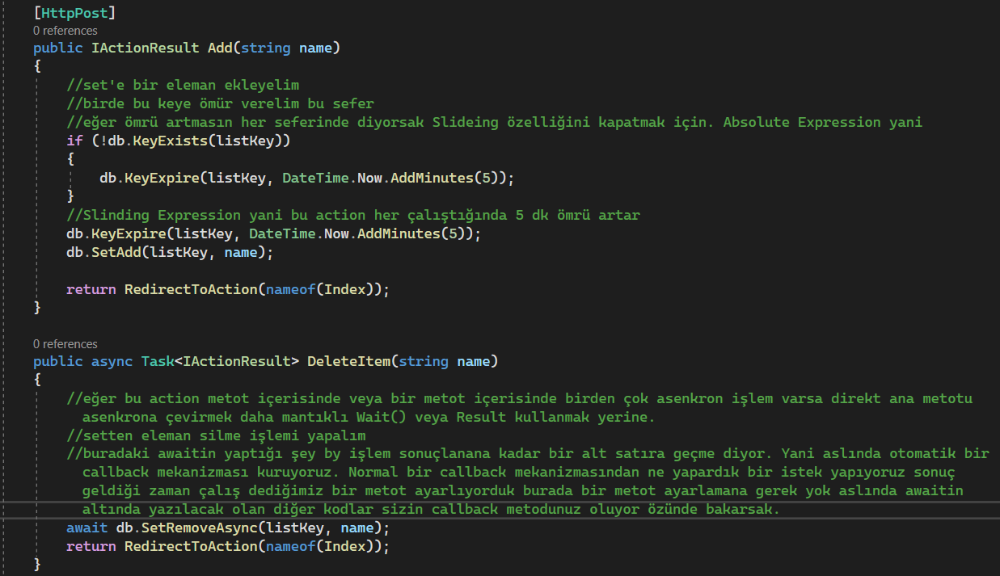 [HttpPost]
0 references
public IActionResult Add(string name)
{
//set'e bir eleman ekleyelim
//birde bu keye ömür verelim bu sefer
//eğer ömrü artmasın her seferinde diyorsak Slideing özelliğini kapatmak için. Absolute Expression yani
if (!db.KeyExists(listKey))
{
db.KeyExpire(listKey, DateTime.Now.AddMinutes(5));
}
//Slinding Expression yani bu action her çalıştığında 5 dk ömrü artar
db.KeyExpire(listKey, DateTime.Now.AddMinutes(5));
db.SetAdd(listKey, name);
return RedirectToAction(nameof(Index));
}
0 references
public async Task<IActionResult> DeleteItem(string name)
{
//eğer bu action metot içerisinde veya bir metot içerisinde birden çok asenkron işlem varsa direkt ana metotu
asenkrona çevirmek daha mantıklı Wait() veya Result kullanmak yerine.
//setten eleman silme işlemi yapalım
//buradaki awaitin yaptığı şey by işlem sonuçlanana kadar bir alt satıra geçme diyor. Yani aslında otomatik bir
callback mekanizması kuruyoruz. Normal bir callback mekanizmasından ne yapardık bir istek yapıyoruz sonuç
geldiği zaman çalış dediğimiz bir metot ayarlıyorduk burada bir metot ayarlamana gerek yok aslında awaitin
altında yazılacak olan diğer kodlar sizin callback metodunuz oluyor özünde bakarsak.
await db.SetRemoveAsync(listKey, name);
return RedirectToAction(nameof(Index));
}